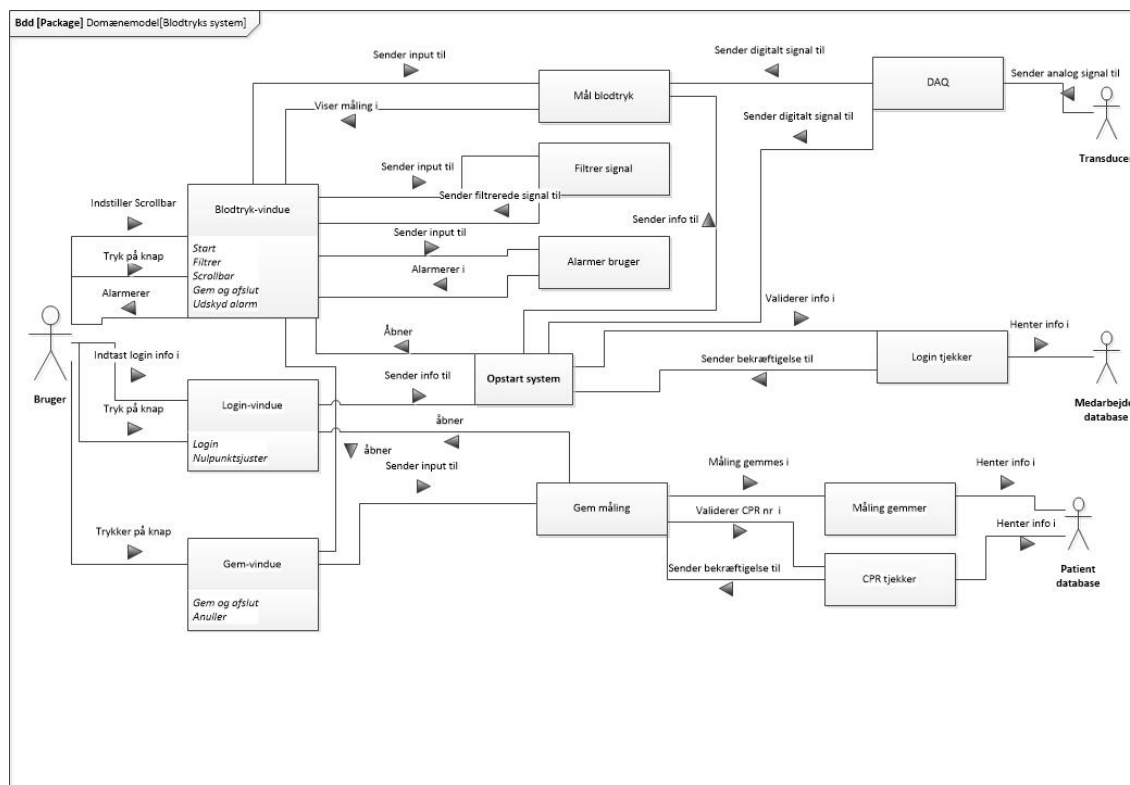 Bdd [Package] Domænemodel[Blodtryks system]
Sender input til
Sender digitalt signal til
DAQ
Sender analog signal til
Mål blodtryk
Viser måling i
Sender digitalt signal til
Transducer
Sender input til
Filtrer signal
Indstiller Scrollbar
Blodtryk-vindue
Sender filtrerede signal til
Sender info til
Sender input til
Start
Filtrer
Scrollbar
Gem og afslut
Udskyd alarm
Tryk på knap
Alarmer bruger
Alarmerer i
Alarmerer
Validerer info i
Åbner
Henter info i
Login tjekker
Indtast login info i
Sender info til
Opstart system
Sender bekræftigelse til
Bruger
Login-vindue
Medarbejde
database
Tryk på knap
åbner
Login
Nulpunktsjuster
åbner
Sender input til
Måling gemmes i
Henter info i
Gem måling
Måling gemmer
Validerer CPR nr i
Henter info i
Trykker på knap
Gem-vindue
Sender bekræftigelse til
CPR tjekker
Patient
database
Gem og afslut
Anuller